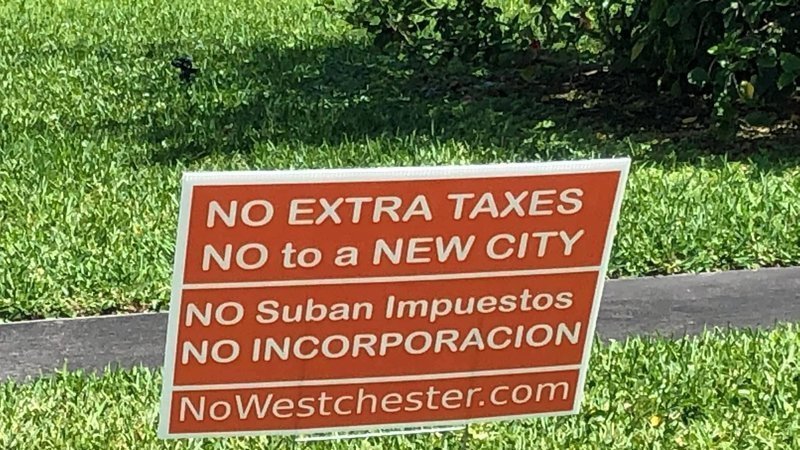 NO EXTRA TAXES
NO to a NEW CITY
NO Suban Impuestos
NO INCORPORACION
NoWestchester.com